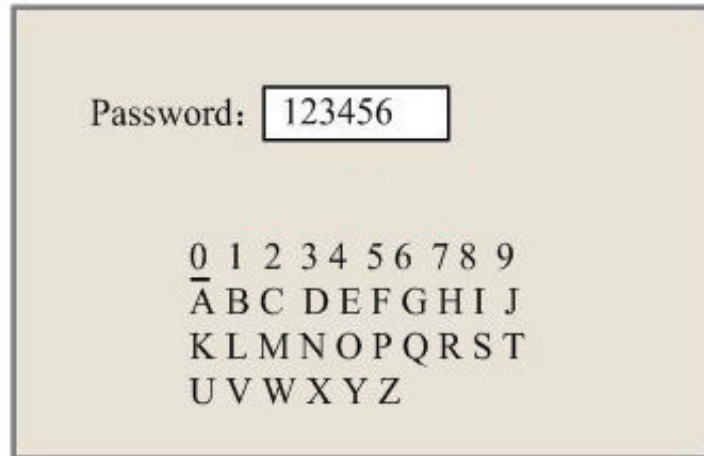 Password： 123456
0 1 2 3 4 5 6 7 8 9
A B C D E F G H I J
K L M N O P Q R S T
U V W X Y Z